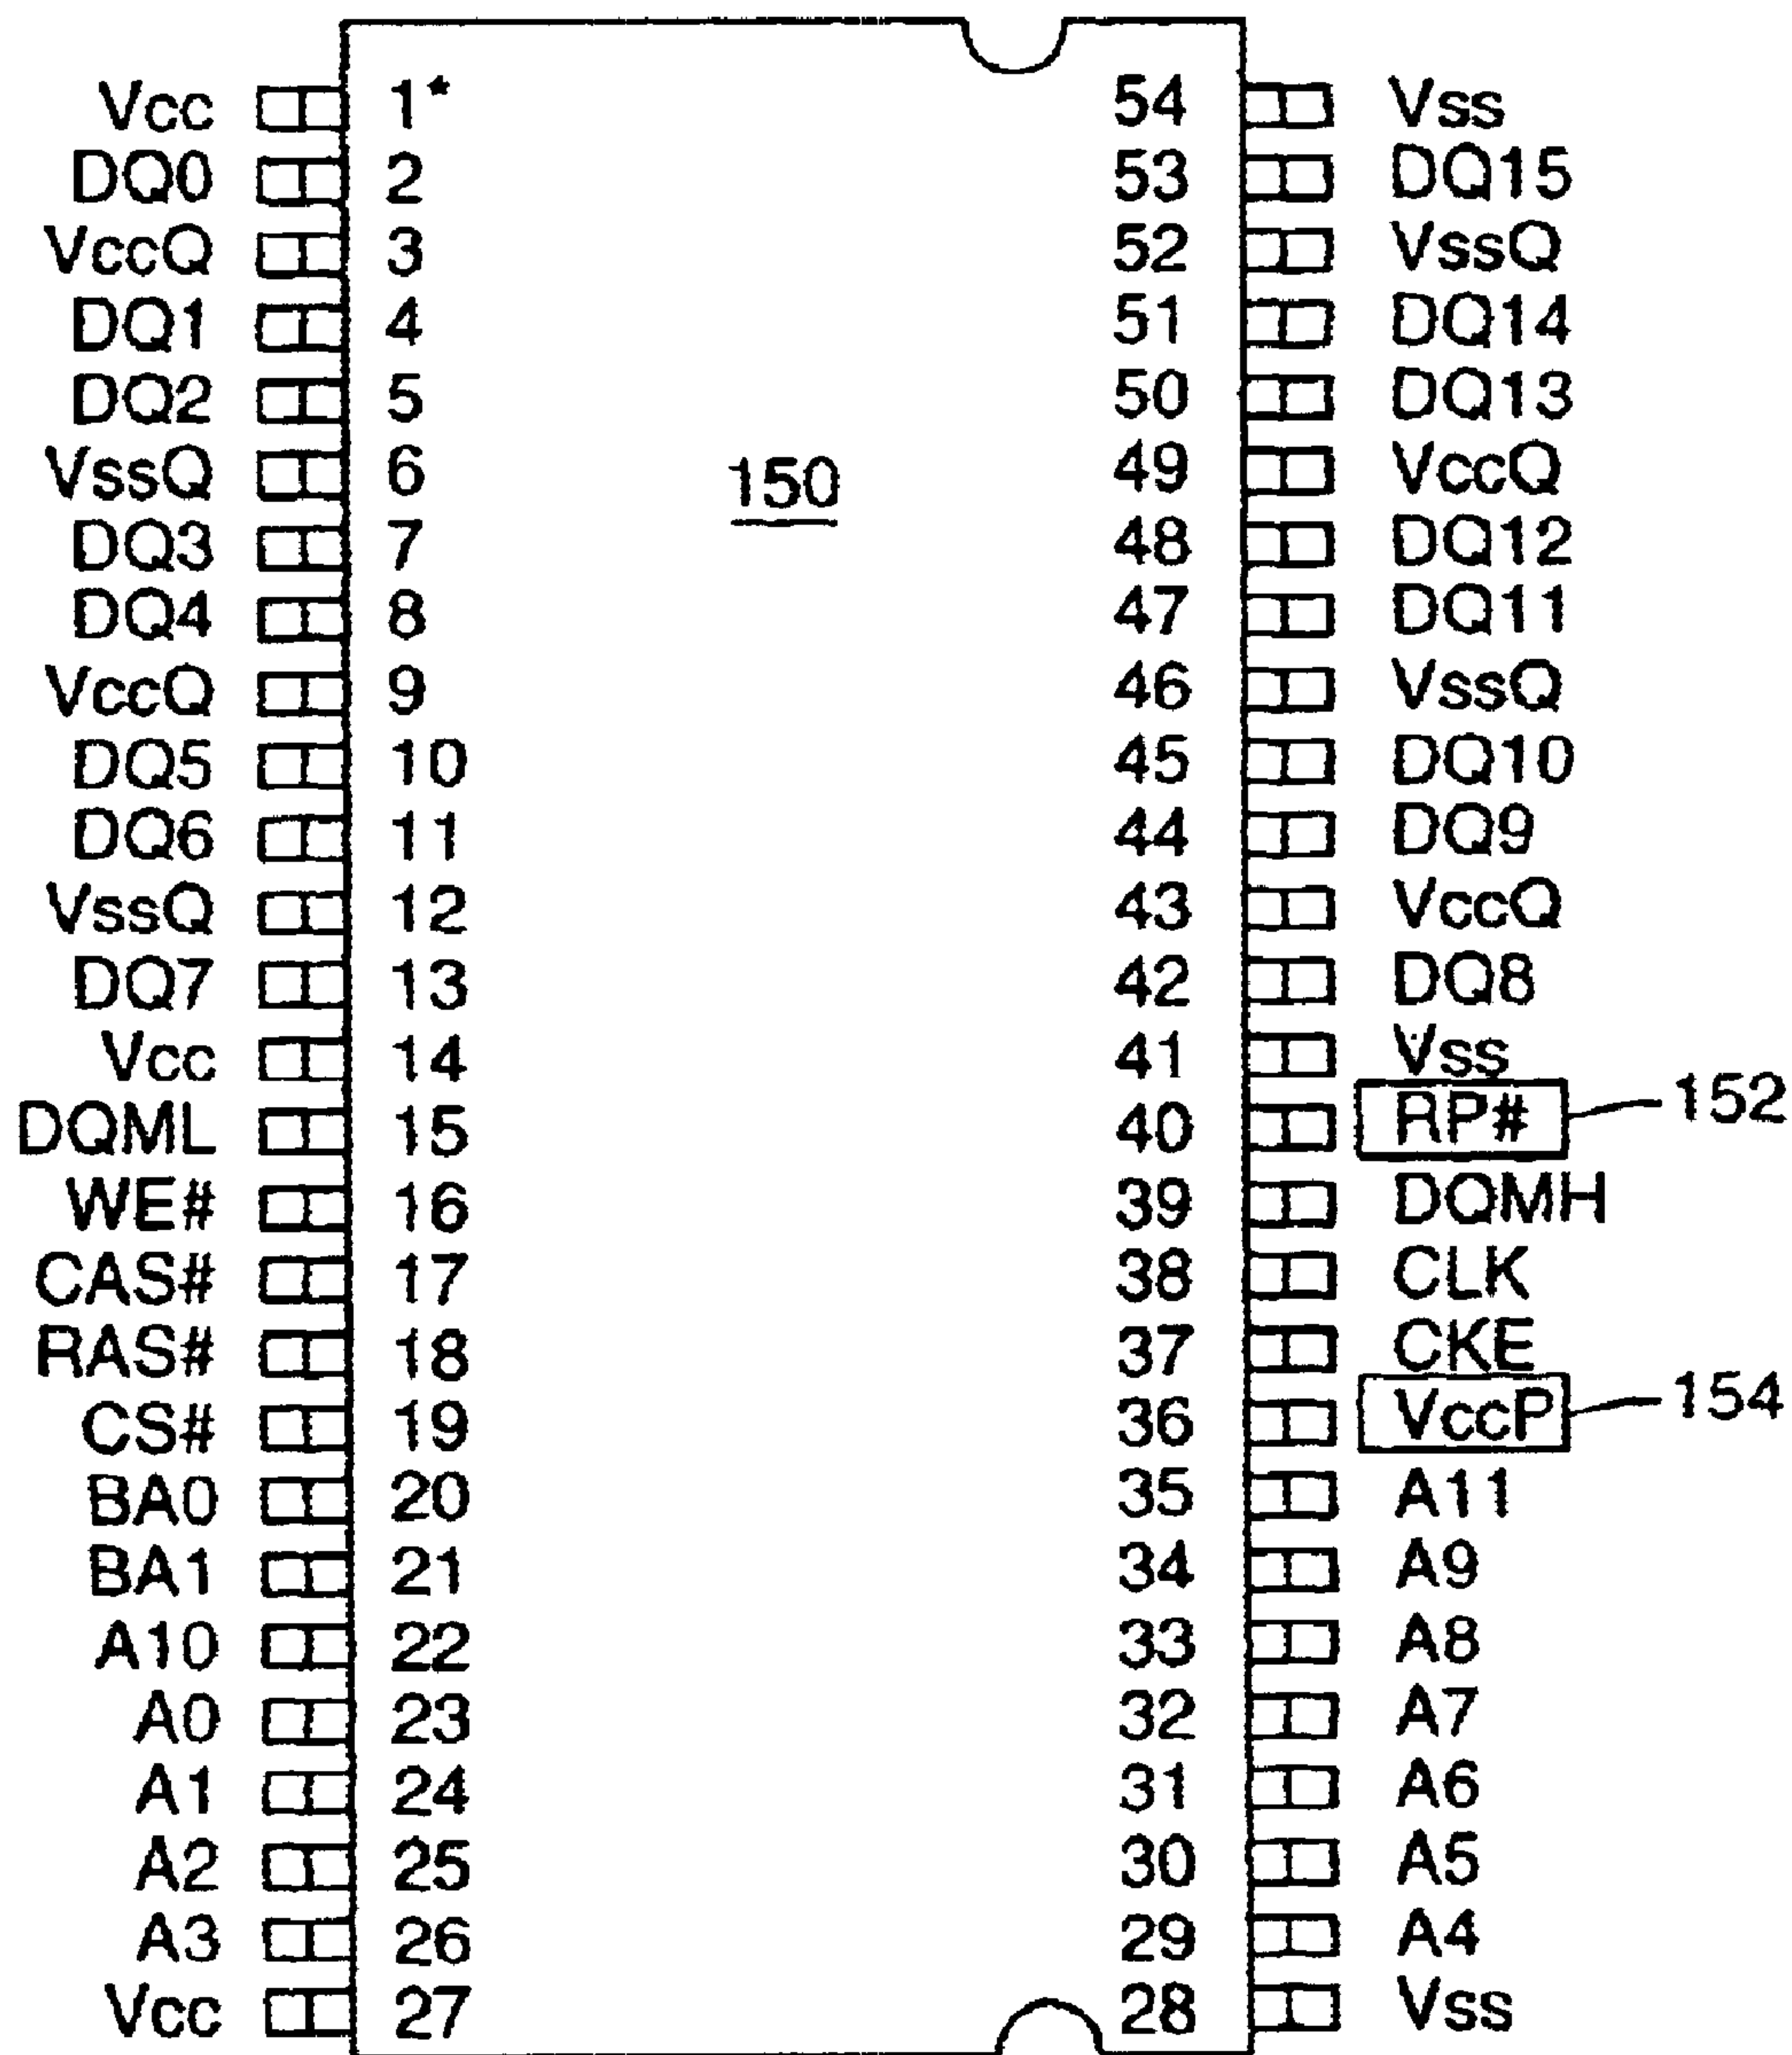 Vcc 1* 54 Vss
DQ0 2 53 DQ15
VccQ 3 52 VssQ
DQ1 4 51 DQ14
DQ2 5 50 DQ13
VssQ 6 150 49 VccQ
DQ3 7 48 DQ12
DQ4 8 47 DQ11
VccQ 9 46 VssQ
DQ5 10 45 DQ10
DQ6 11 44 DQ9
VssQ 12 43 VccQ
DQ7 13 42 DQ8
Vcc 14 41 Vss
DQML 15 40 RP# 152
WE# 16 39 DQMH
CAS# 17 38 CLK
RAS# 18 37 CKE
CS# 19 36 VccP 154
BA0 20 35 A11
BA1 21 34 A9
A10 22 33 A8
A0 23 32 A7
A1 24 31 A6
A2 25 30 A5
A3 26 29 A4
Vcc 27 28 Vss